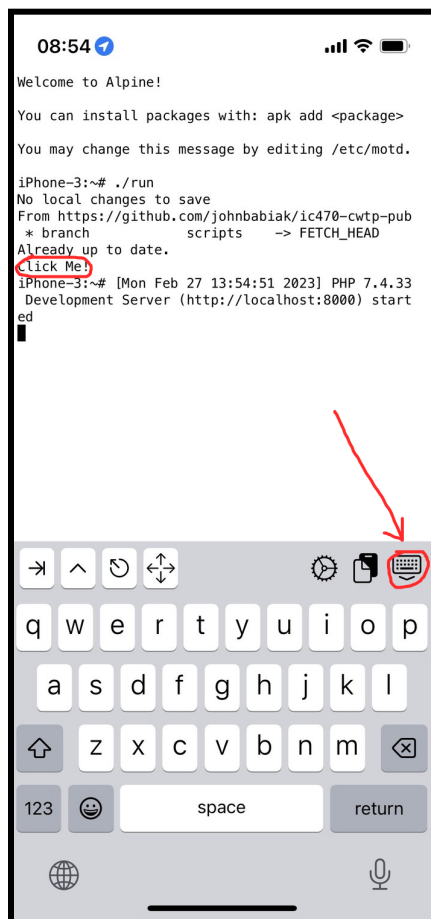 08:54
Welcome to Alpine!
You can install packages with: apk add <package>
You may change this message by editing /etc/motd.
iPhone-3:~# ./run
No local changes to save
From https://github.com/johnbabiak/ic470-cwtp-pub
 * branch            scripts    -> FETCH_HEAD
Already up to date.
Click Me!
iPhone-3:~# [Mon Feb 27 13:54:51 2023] PHP 7.4.33
 Development Server (http://localhost:8000) start
ed
q w e r t y u i o p
a s d f g h j k l
z x c v b n m
123 space return